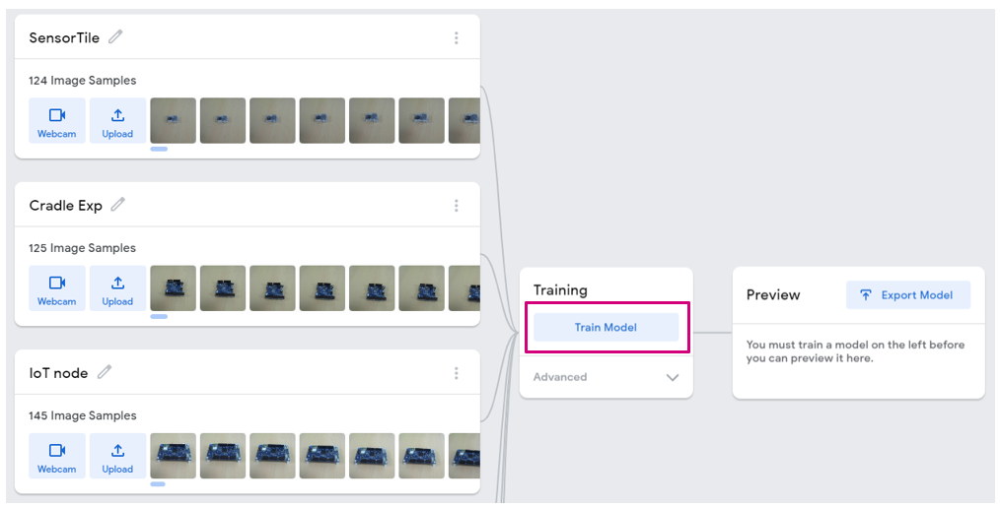 SensorTile
124 Image Samples
Webcam
Upload
Cradle Exp
125 Image Samples
Webcam
Upload
IoT node
145 Image Samples
Webcam
Upload
Training
Train Model
Advanced
Preview
Export Model
You must train a model on the left before
you can preview it here.